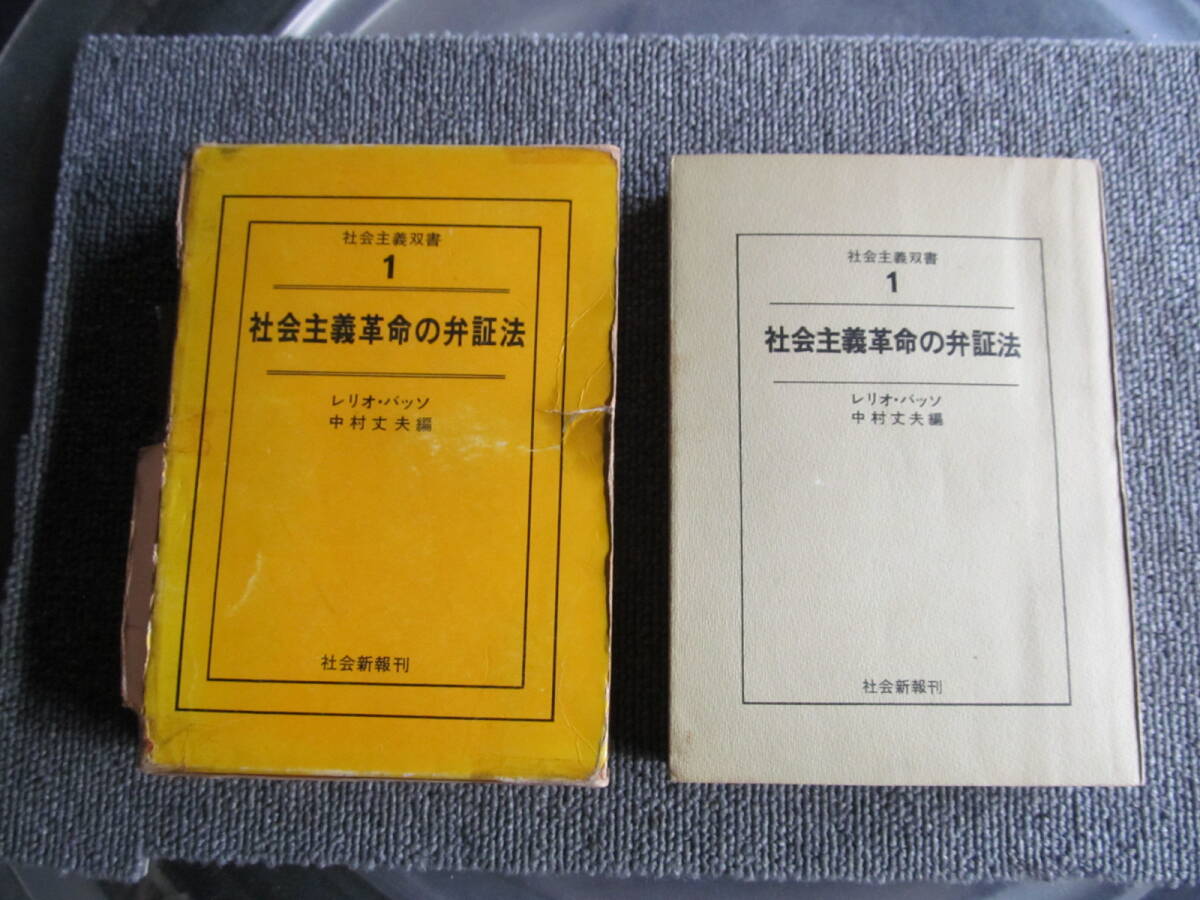 社会主義双書
1
社会主義革命の弁証法
レリオ・バッソ
中村丈夫編
社会新報刊
社会主義双書
1
社会主義革命の弁証法
レリオ・バッソ
中村丈夫編
社会新報刊